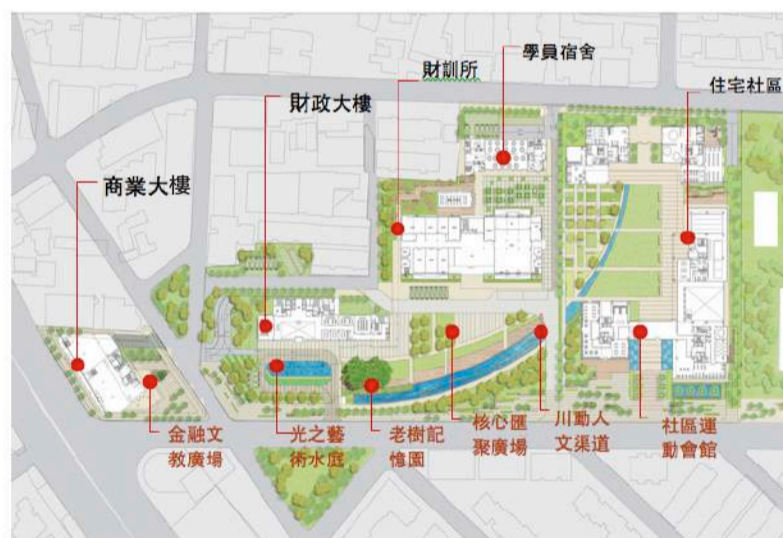 學員宿舍
財訓所
住宅社區
財政大樓
商業大樓
金融文
教廣場
光之藝
術水庭
老樹記
憶園
核心匯
聚廣場
川動人
文渠道
社區運
動會館